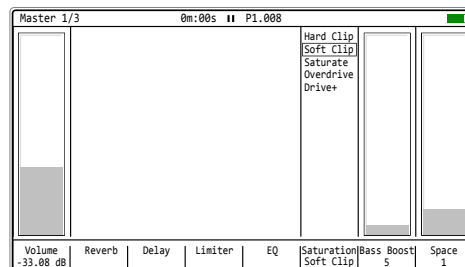 Master 1/3 0m:00s P1.008
Hard Clip
Soft Clip
Saturate
Overdrive
Drive+
Volume Reverb Delay Limiter EQ Saturation Bass Boost Space
-33.08 dB Soft Clip 5 1